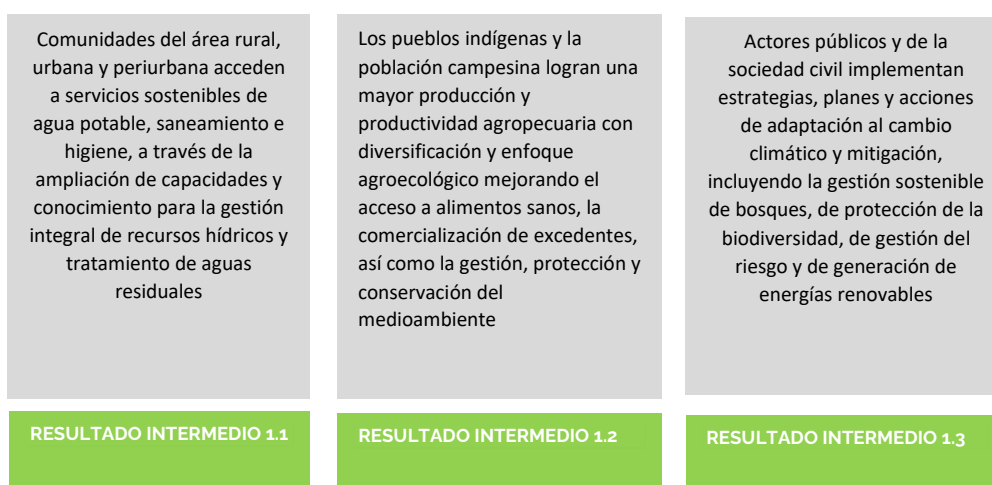 Comunidades del área rural,
urbana y periurbana acceden
a servicios sostenibles de
agua potable, saneamiento e
higiene, a través de la
ampliación de capacidades y
conocimiento para la gestión
integral de recursos hídricos y
tratamiento de aguas
residuales
RESULTADO INTERMEDIO 1.1
Los pueblos indígenas y la
población campesina logran una
mayor producción y
productividad agropecuaria con
diversificación y enfoque
agroecológico mejorando el
acceso a alimentos sanos, la
comercialización de excedentes,
así como la gestión, protección y
conservación del
medioambiente
RESULTADO INTERMEDIO 1.2
Actores públicos y de la
sociedad civil implementan
estrategias, planes y acciones
de adaptación al cambio
climático y mitigación,
incluyendo la gestión sostenible
de bosques, de protección de la
biodiversidad, de gestión del
riesgo y de generación de
energías renovables
RESULTADO INTERMEDIO 1.3